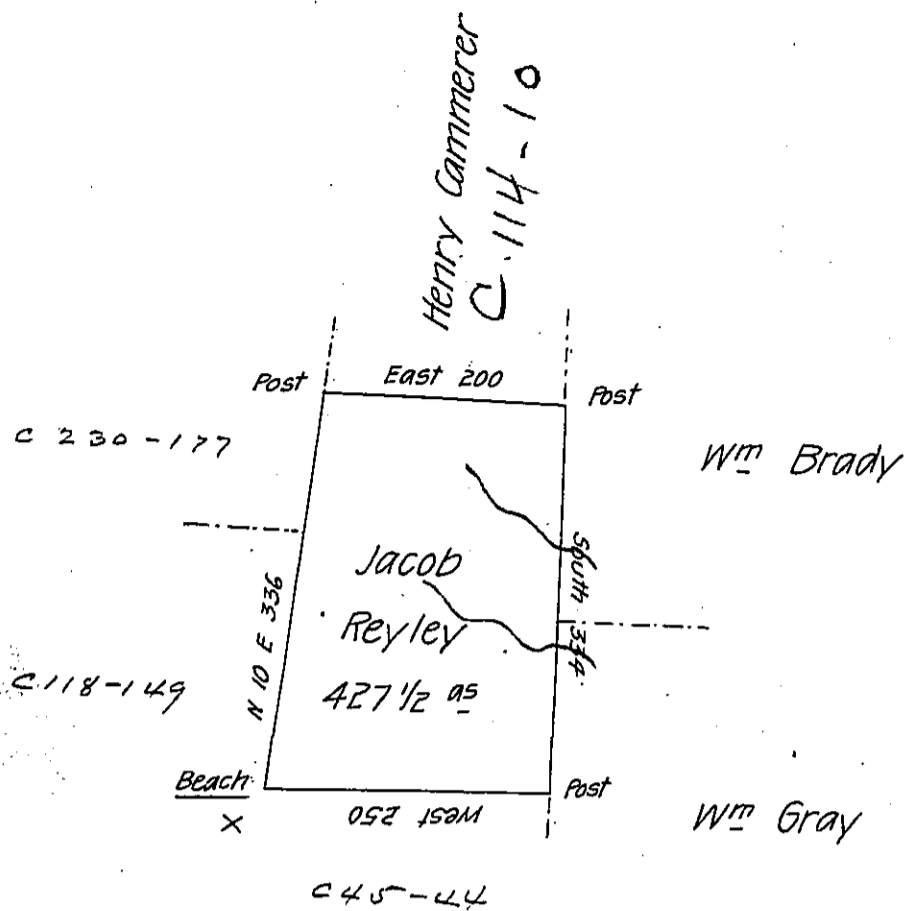 Henry Cammerer
C.114-10
Post
East 200
Post
C 230-177
Wm Brady
Jacob
Reyley
427 1/2 as
N 10 E 336
South 334
C118-149
Beach
X
West 250
Post
Wm Gray
C45-44